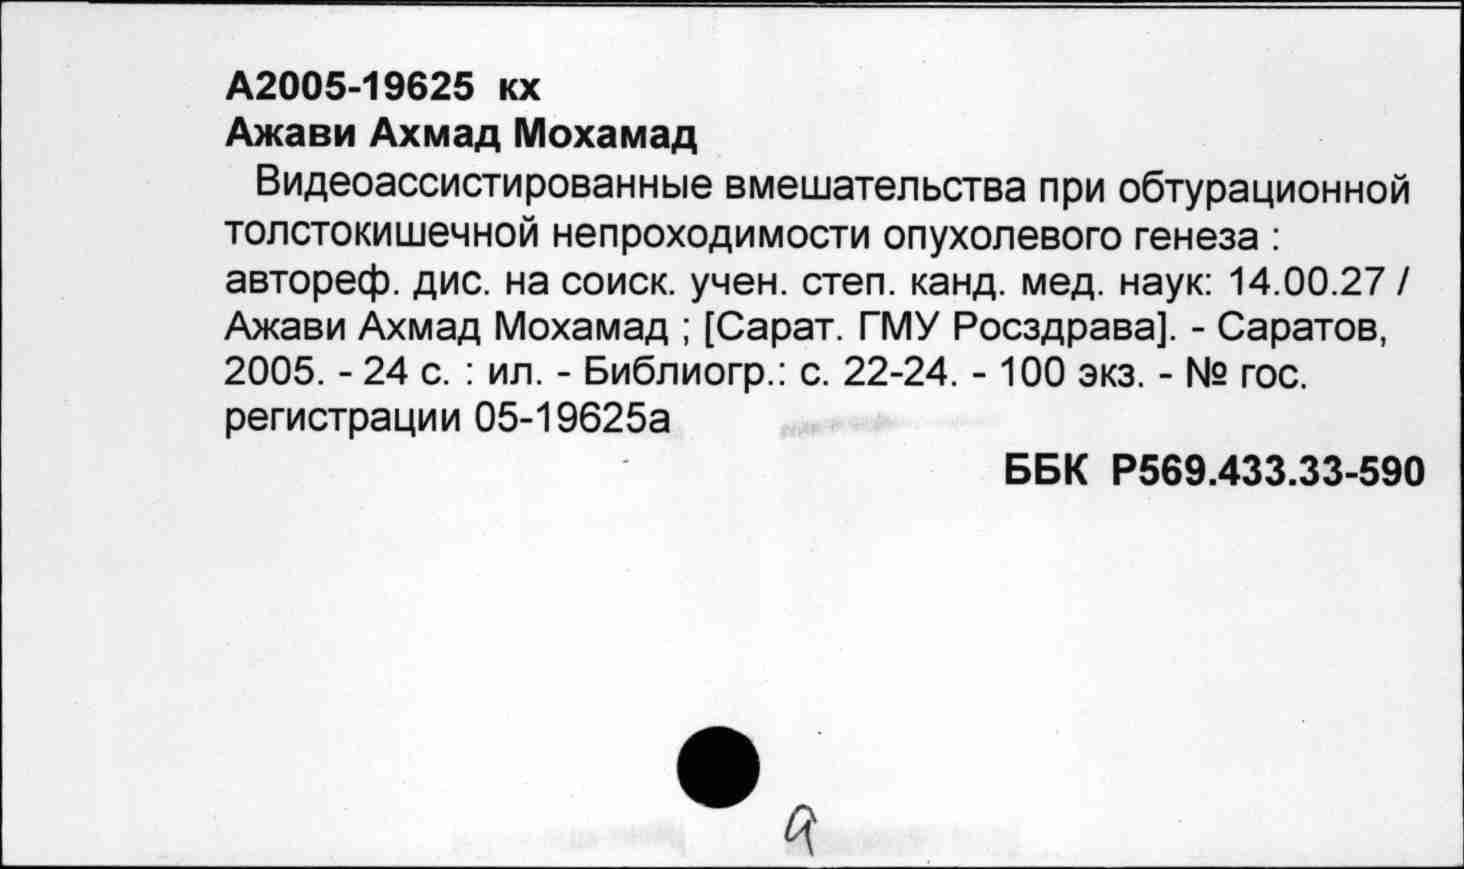 А2005-19625 кх
Ажави Ахмад Мохамад
Видеоассистированные вмешательства при обтурационной
толстокишечной непроходимости опухолевого генеза :
автореф. дис. на соиск. учен. степ. канд. мед. наук: 14.00.27 /
Ажави Ахмад Мохамад ; [Сарат. ГМУ Росздрава]. - Саратов,
2005. - 24 с. : ил. - Библиогр.: с. 22-24. - 100 экз. - № гос.
регистрации 05-19625а
ББК Р569.433.33-590